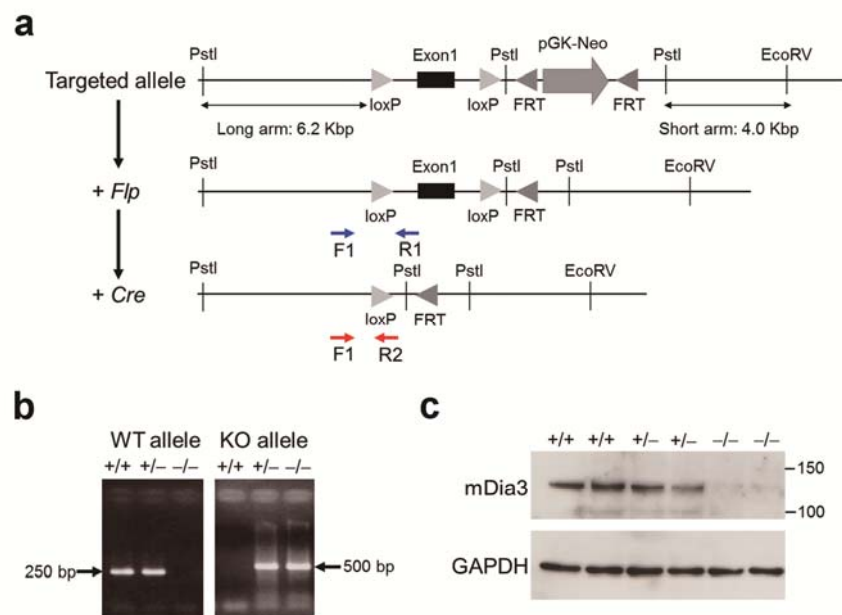 a
PstI Exon1 PstI pGK-Neo PstI EcoRV
Targeted allele
loxP loxP FRT FRT
Long arm: 6.2 Kbp Short arm: 4.0 Kbp
PstI Exon1 PstI PstI EcoRV
+ Flp
loxP loxP FRT
F1 R1
PstI PstI PstI EcoRV
+ Cre
loxP FRT
F1 R2
b
WT allele KO allele
+/+ +/– –/– +/+ +/– –/–
250 bp 500 bp
c
+/+ +/+ +/– +/– –/– –/–
mDia3
150
100
GAPDH